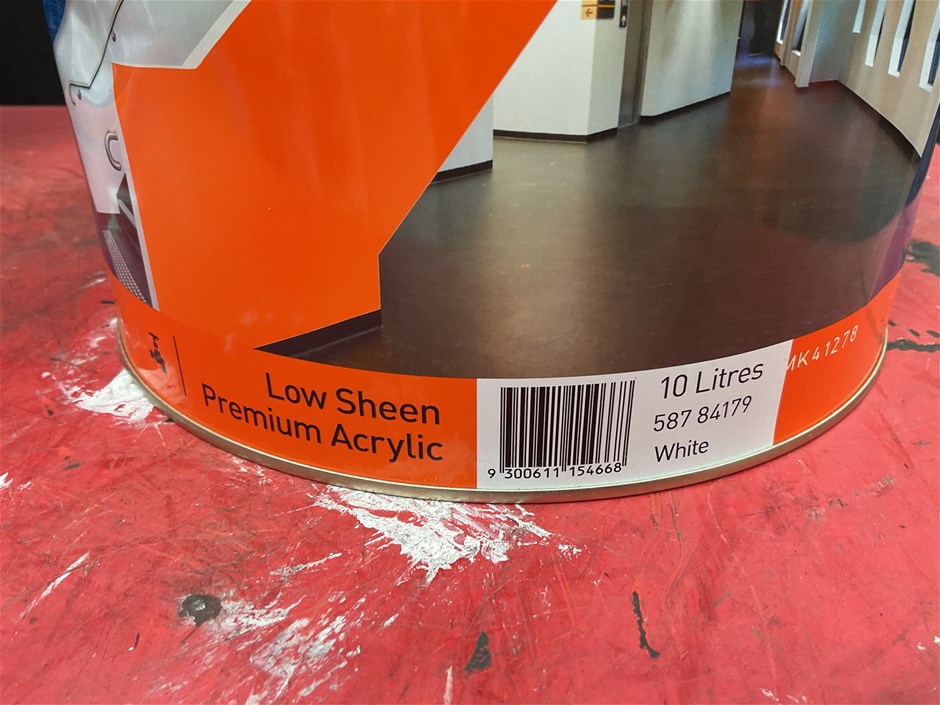 Low Sheen
Premium Acrylic
9 300611 154668
10 Litres
587 84179
White
MK41278